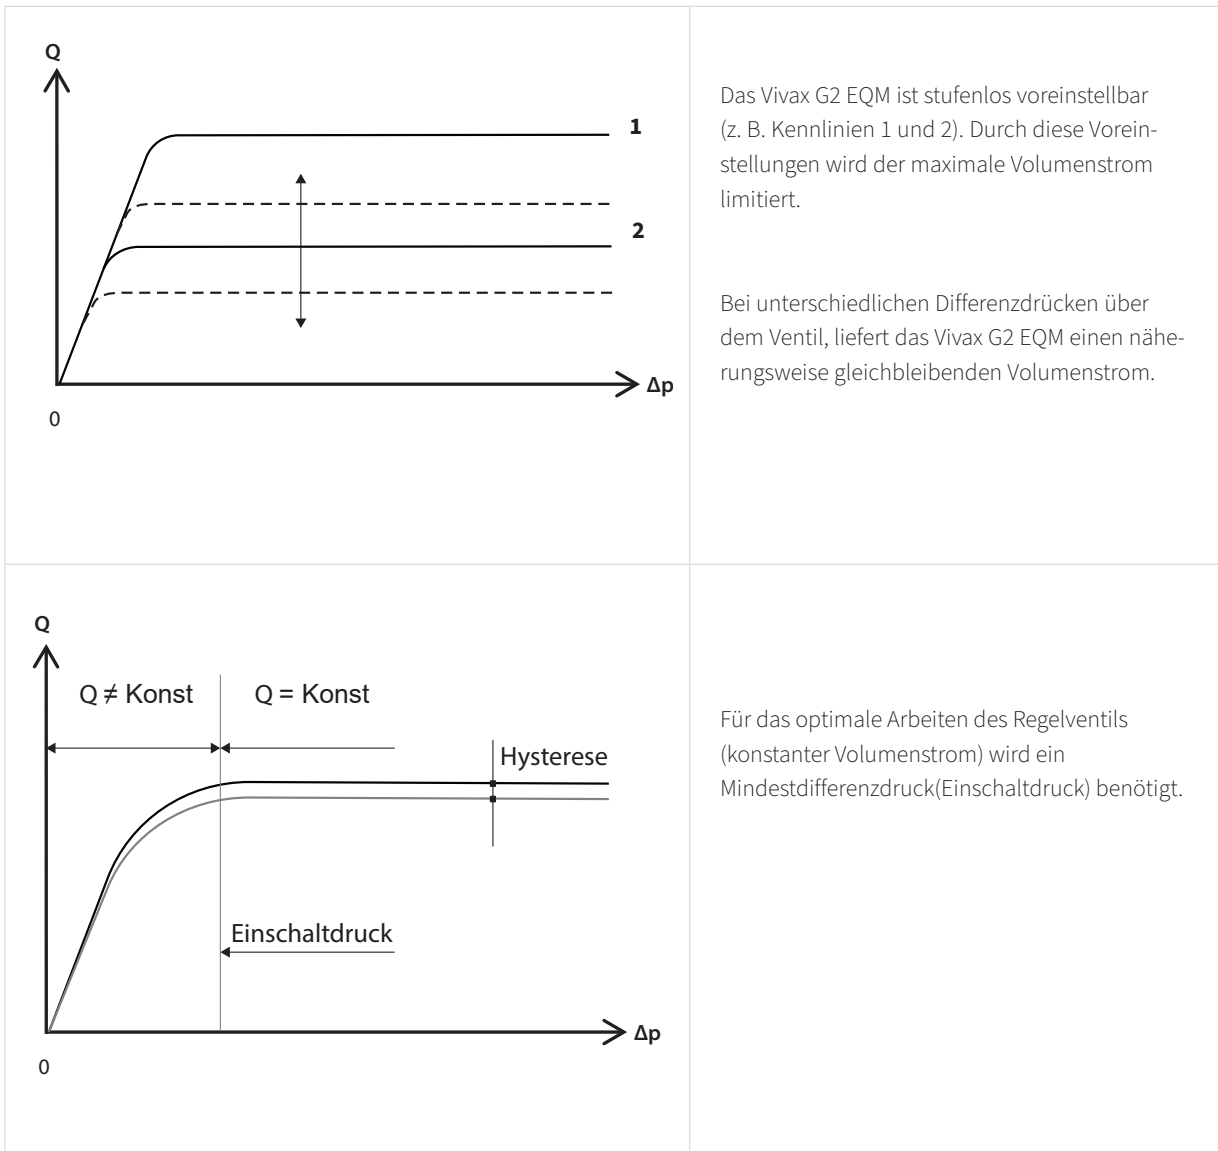 Q
1
2
Δp
0
Das Vivax G2 EQM ist stufenlos voreinstellbar
(z. B. Kennlinien 1 und 2). Durch diese Vorein-
stellungen wird der maximale Volumenstrom
limitiert.
Bei unterschiedlichen Differenzdrücken über
dem Ventil, liefert das Vivax G2 EQM einen nähe-
rungsweise gleichbleibenden Volumenstrom.
Q
Q ≠ Konst
Q = Konst
Hysterese
Einschaltdruck
Δp
0
Für das optimale Arbeiten des Regelventils
(konstanter Volumenstrom) wird ein
Mindestdifferenzdruck(Einschaltdruck) benötigt.